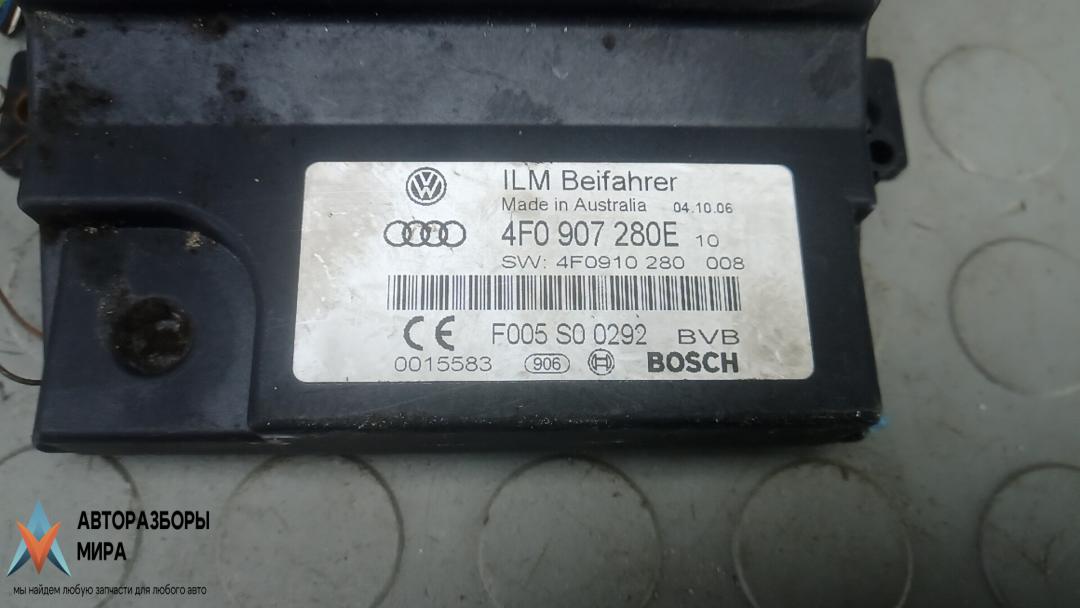 ILM Beifahrer
Made in Australia 04.10.06
4F0 907 280E 10
SW: 4F0910 280 008
CE F005 S0 0292 BVB
0015583 906 BOSCH
АВТОРАЗБОРЫ
МИРА
мы найдем любую запчасти для любого авто